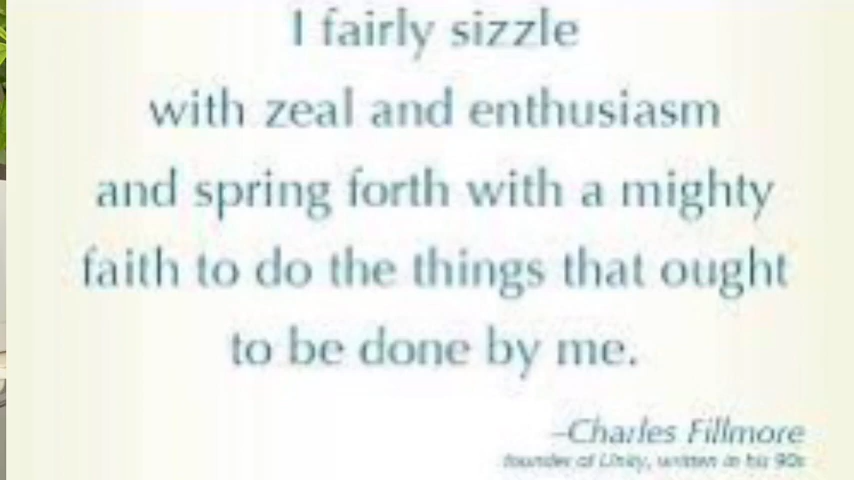 I fairly sizzle
with zeal and enthusiasm
and spring forth with a mighty
faith to do the things that ought
to be done by me.
–Charles Fillmore
founder of Unity, written in his 90s